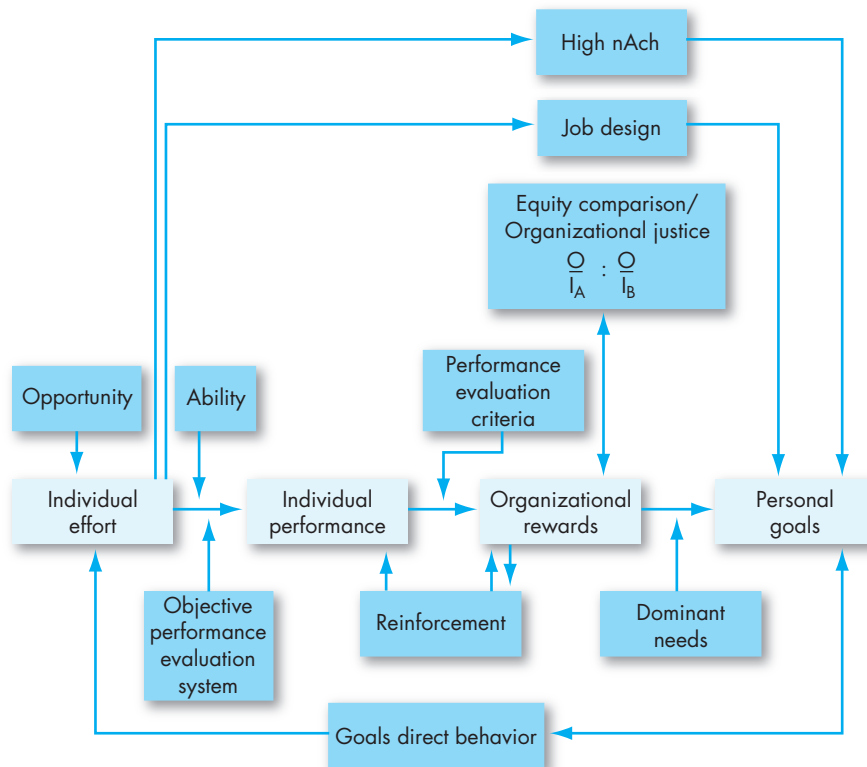 High nAch
Job design
Equity comparison/
Organizational justice
O : O
I_A I_B
Performance
evaluation
criteria
Opportunity
Ability
Individual
effort
Individual
performance
Organizational
rewards
Personal
goals
Objective
performance
evaluation
system
Reinforcement
Dominant
needs
Goals direct behavior